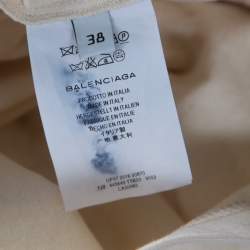 38
P
BALENCIAGA
PRODOTTO IN ITALIA
MADE IN ITALY
HERGESTELLT IN ITALIEN
FABRIQUÉ EN ITALIE
HECHO EN ITALIA
イタリア製
意大利